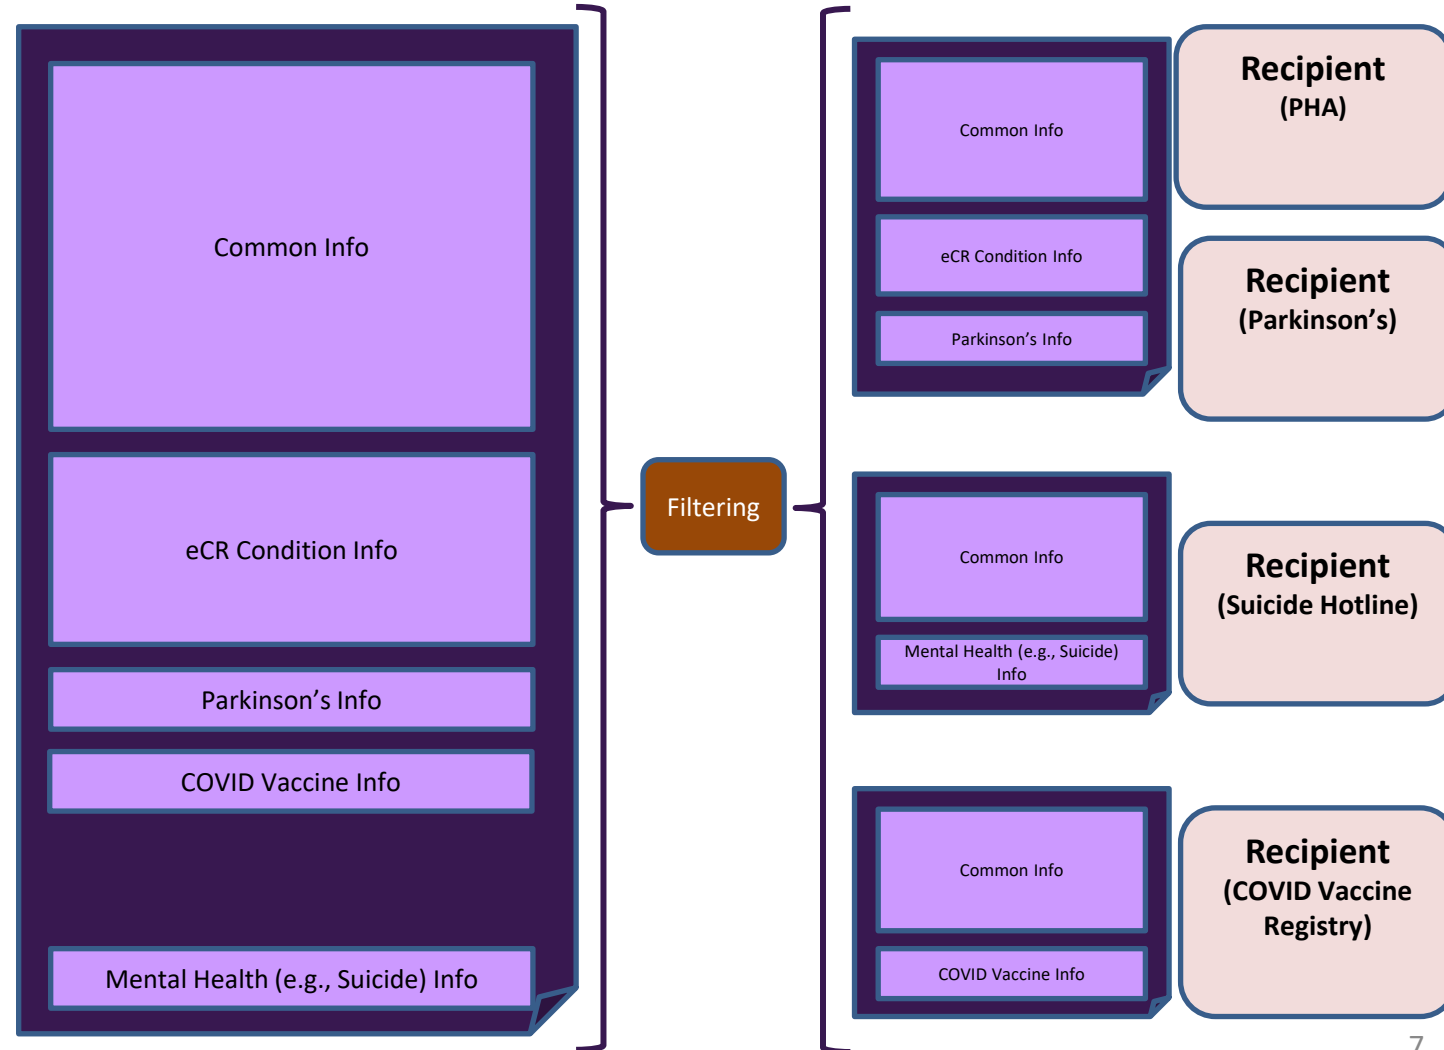 Common Info
eCR Condition Info
Parkinson’s Info
COVID Vaccine Info
Mental Health (e.g., Suicide) Info
Filtering
Common Info
eCR Condition Info
Parkinson’s Info
Recipient
(PHA)
Recipient
(Parkinson’s)
Common Info
Mental Health (e.g., Suicide)
Info
Recipient
(Suicide Hotline)
Common Info
COVID Vaccine Info
Recipient
(COVID Vaccine
Registry)
7